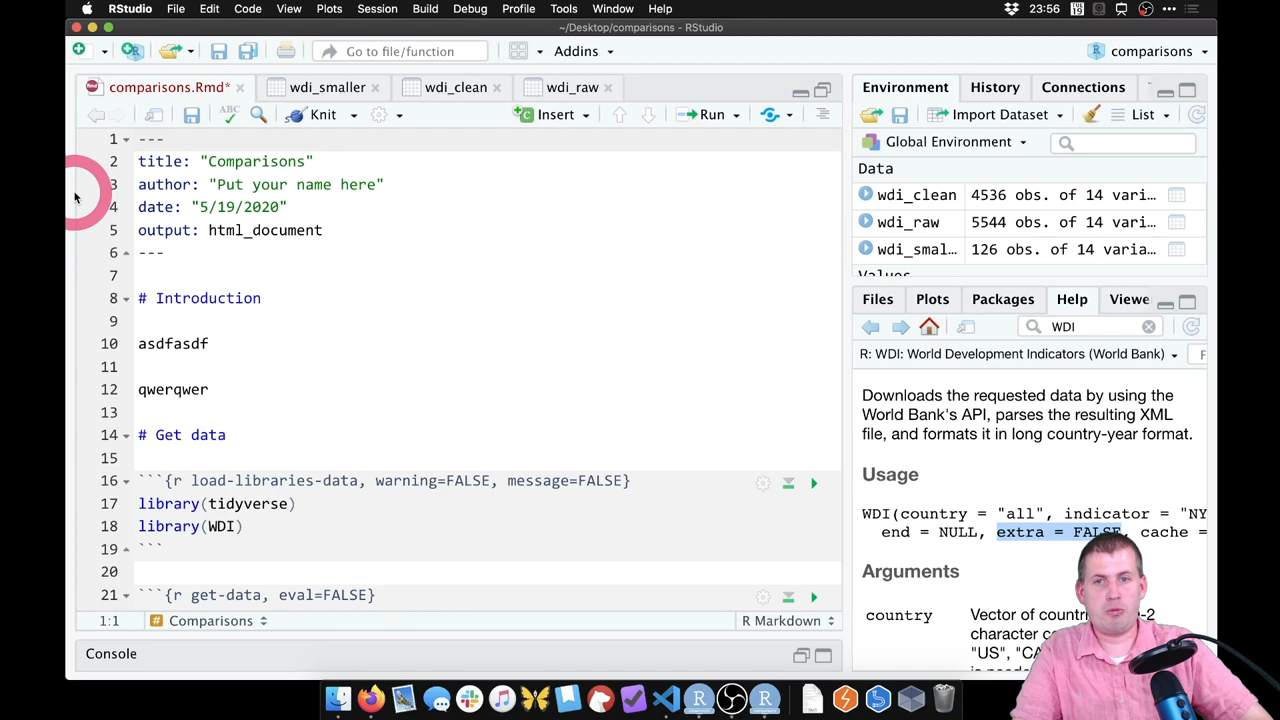 RStudio File Edit Code View Plots Session Build Debug Profile Tools Window Help 23:56
~/Desktop/comparisons - RStudio
Go to file/function Addins comparisons
comparisons.Rmd* wdi_smaller wdi_clean wdi_raw
ABC Knit Insert Run
1 ---
2 title: "Comparisons"
3 author: "Put your name here"
4 date: "5/19/2020"
5 output: html_document
6 ---
7
8 # Introduction
9
10 asdfasdf
11
12 qwerqwer
13
14 # Get data
15
16 ```{r load-libraries-data, warning=FALSE, message=FALSE}
17 library(tidyverse)
18 library(WDI)
19 ```
20
21 ```{r get-data, eval=FALSE}
1:1 Comparisons R Markdown
Console
Environment History Connections
Import Dataset List
Global Environment
Data
wdi_clean 4536 obs. of 14 vari…
wdi_raw 5544 obs. of 14 vari…
wdi_smal… 126 obs. of 14 varia…
Values
Files Plots Packages Help Viewe
WDI
R: WDI: World Development Indicators (World Bank) F
Downloads the requested data by using the
World Bank's API, parses the resulting XML
file, and formats it in long country-year format.
Usage
WDI(country = "all", indicator = "NY
end = NULL, extra = FALSE, cache =
Arguments
country Vector of countr -2
character c
"US", "CA